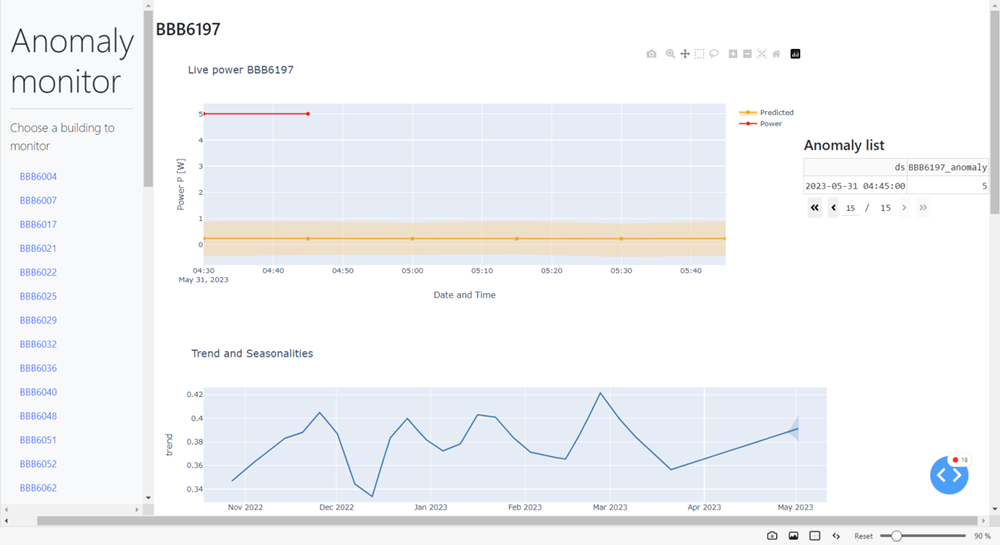 Anomaly
monitor
Choose a building to
monitor
BBB6004
BBB6007
BBB6017
BBB6021
BBB6022
BBB6025
BBB6029
BBB6032
BBB6036
BBB6040
BBB6048
BBB6051
BBB6052
BBB6062
BBB6197
Live power BBB6197
5
4
3
2
1
0
Power P [W]
04:30 04:40 04:50 05:00 05:10 05:20 05:30 05:40
May 31, 2023
Date and Time
Predicted
Power
Anomaly list
ds BBB6197_anomaly
2023-05-31 04:45:00 5
15 / 15
Trend and Seasonalities
0.42
0.4
0.38
0.36
0.34
trend
Nov 2022 Dec 2022 Jan 2023 Feb 2023 Mar 2023 Apr 2023 May 2023
18
Reset 90 %